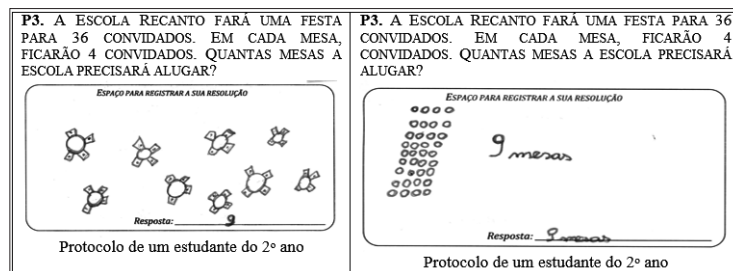 P3. A ESCOLA RECANTO FARÁ UMA FESTA
PARA 36 CONVIDADOS. EM CADA MESA,
FICARÃO 4 CONVIDADOS. QUANTAS MESAS A
ESCOLA PRECISARÁ ALUGAR?
ESPAÇO PARA REGISTRAR A SUA RESOLUÇÃO
Resposta: 9
Protocolo de um estudante do 2º ano
P3. A ESCOLA RECANTO FARÁ UMA FESTA PARA 36
CONVIDADOS. EM CADA MESA, FICARÃO 4
CONVIDADOS. QUANTAS MESAS A ESCOLA PRECISARÁ
ALUGAR?
ESPAÇO PARA REGISTRAR A SUA RESOLUÇÃO
9 mesas
Resposta: 9 mesas
Protocolo de um estudante do 2º ano